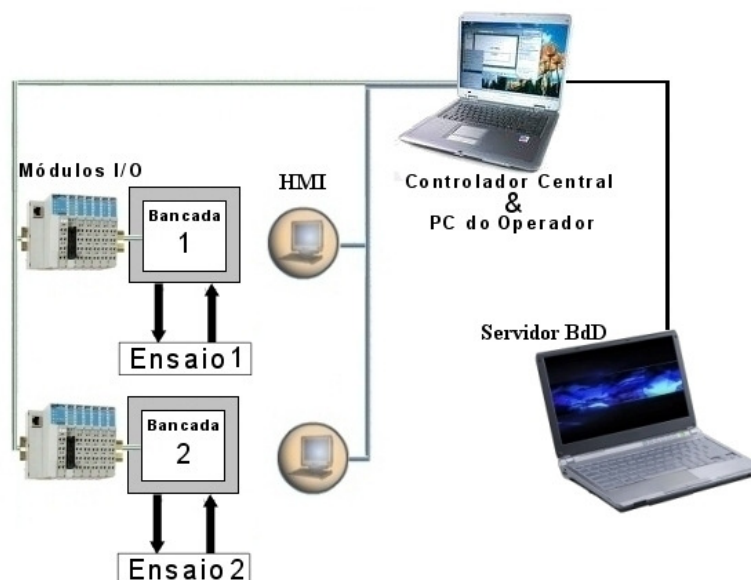 Módulos I/O
HMI
Bancada
1
Ensaio 1
Controlador Central
&
PC do Operador
Servidor BdD
Bancada
2
Ensaio 2